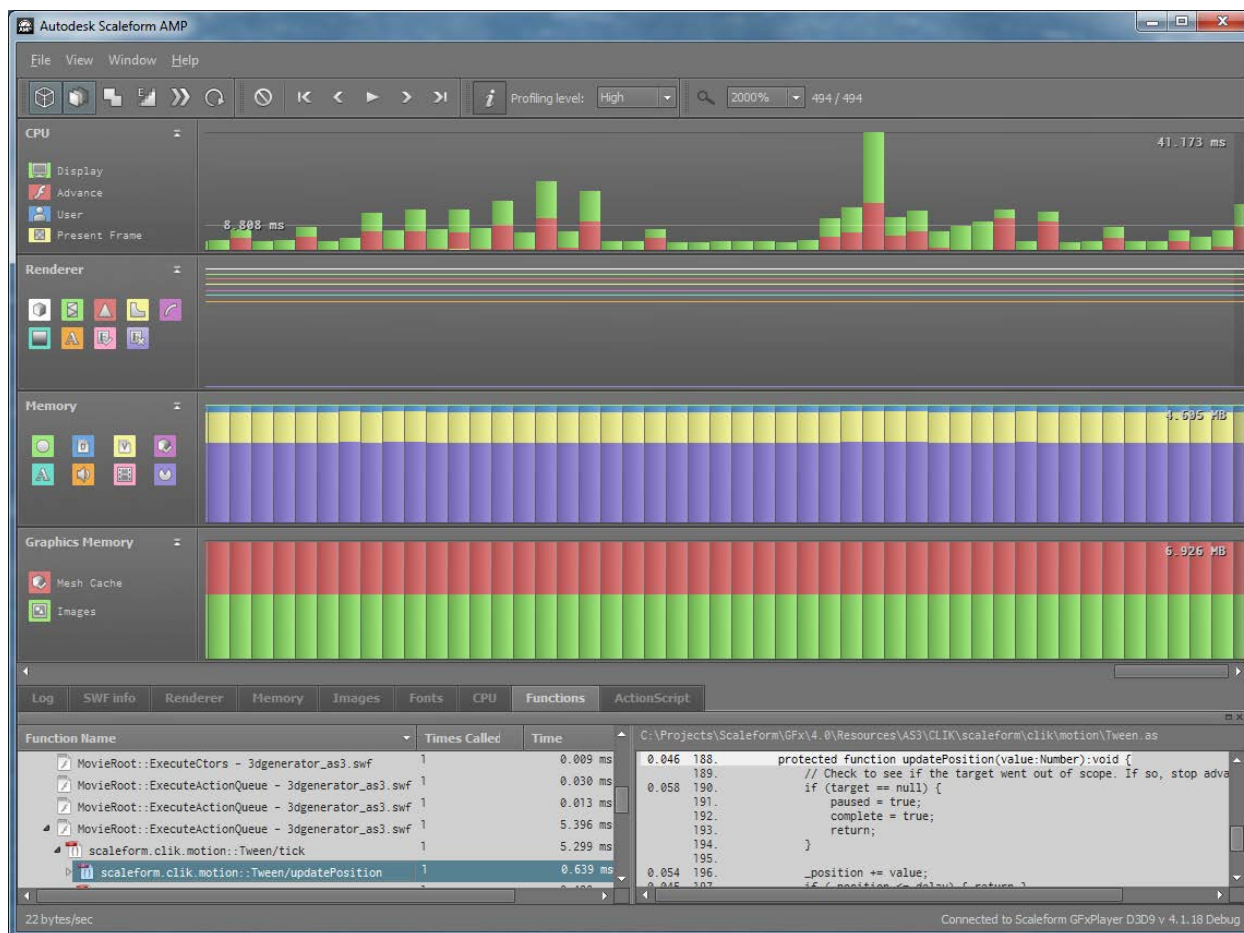 Autodesk Scaleform AMP
File View Window Help
Profiling level: High 2000% 494 / 494
CPU
41.173 ms
Display
Advance
User
8.808 ms
Present Frame
Renderer
Memory
4.695 MB
Graphics Memory
6.926 MB
Mesh Cache
Images
Log SWF info Renderer Memory Images Fonts CPU Functions ActionScript
Function Name Times Called Time
MovieRoot::ExecuteCtors - 3dgenerator_as3.swf 1 0.009 ms
MovieRoot::ExecuteActionQueue - 3dgenerator_as3.swf 1 0.030 ms
MovieRoot::ExecuteActionQueue - 3dgenerator_as3.swf 1 0.013 ms
MovieRoot::ExecuteActionQueue - 3dgenerator_as3.swf 1 5.396 ms
scaleform.clik.motion::Tween/tick 1 5.299 ms
scaleform.clik.motion::Tween/updatePosition 1 0.639 ms
C:\Projects\Scaleform\GFx\4.0\Resources\AS3\CLIK\scaleform\clik\motion\Tween.as
0.046 188. protected function updatePosition(value:Number):void {
189. // Check to see if the target went out of scope. If so, stop adva
0.058 190. if (target == null) {
191. paused = true;
192. complete = true;
193. return;
194. }
195.
0.054 196. _position += value;
22 bytes/sec
Connected to Scaleform GFxPlayer D3D9 v 4.1.18 Debug